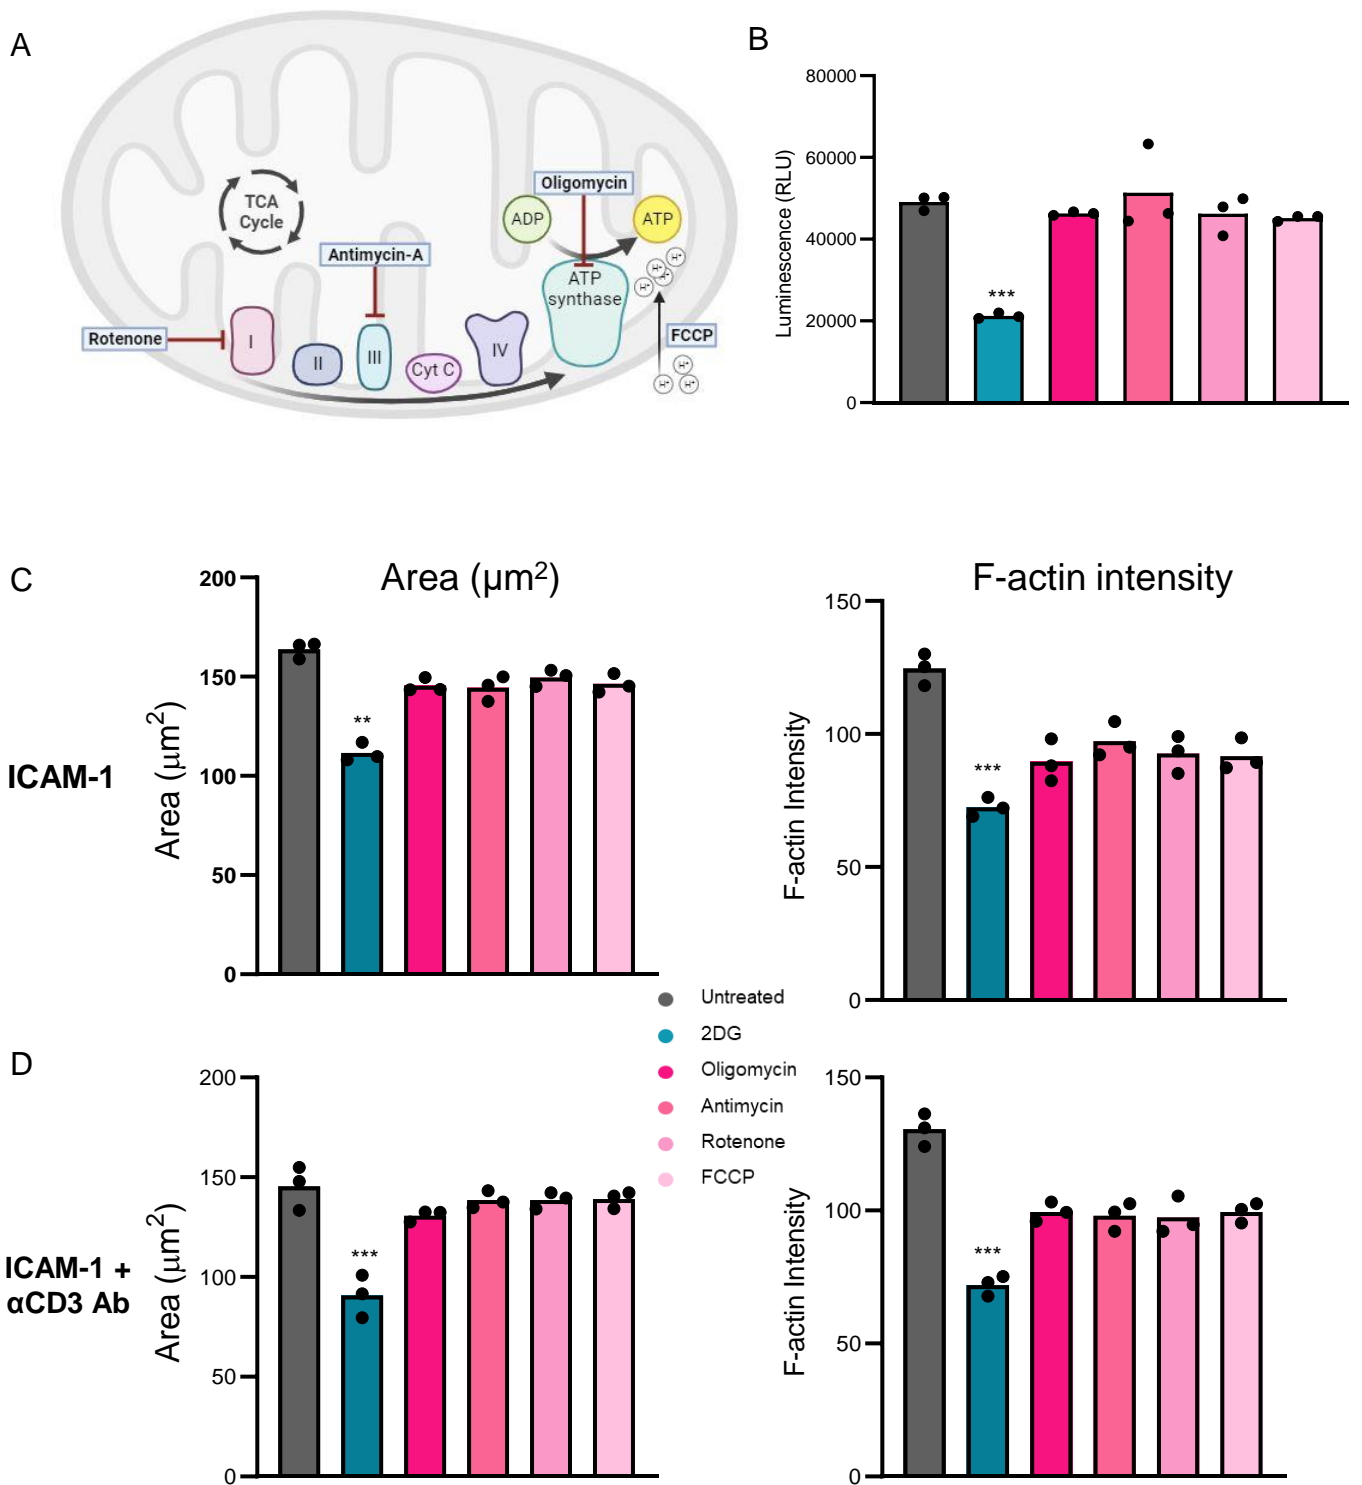 A
TCA
Cycle
Oligomycin
ADP
ATP
Antimycin-A
ATP
synthase
H⁺
H⁺
H⁺
H⁺
Rotenone
I
II
III
Cyt C
IV
FCCP
H⁺
H⁺
H⁺
B
Luminescence (RLU)
80000
60000
40000
20000
0
***
C
Area (µm²)
ICAM-1
Area (µm²)
200
150
100
50
0
**
F-actin intensity
F-actin Intensity
150
100
50
0
***
Untreated
2DG
Oligomycin
Antimycin
Rotenone
FCCP
D
ICAM-1 +
αCD3 Ab
Area (µm²)
200
150
100
50
0
***
F-actin Intensity
150
100
50
0
***